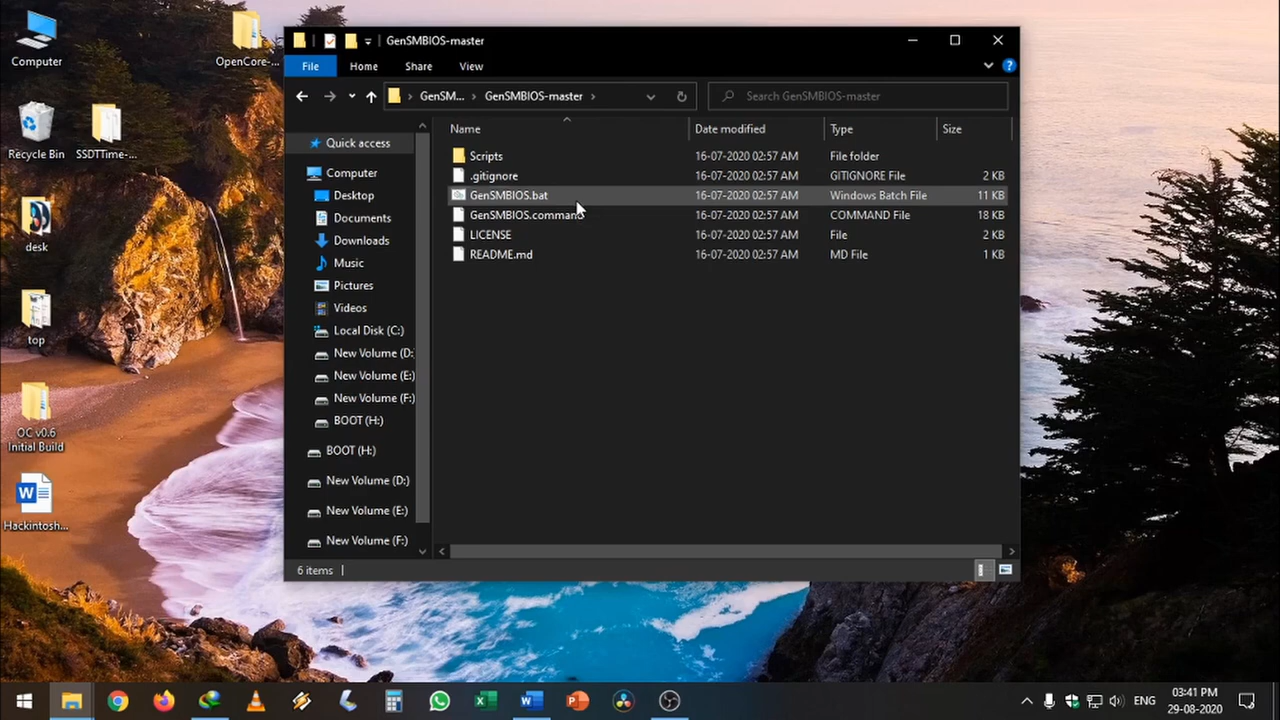 Computer
OpenCore-...
Recycle Bin
SSDTTime-...
desk
top
OC v0.6
Initial Build
Hackintosh...
GenSMBIOS-master
File
Home
Share
View
GenSM...
GenSMBIOS-master
Search GenSMBIOS-master
Quick access
Computer
Desktop
Documents
Downloads
Music
Pictures
Videos
Local Disk (C:)
New Volume (D:
New Volume (E:)
New Volume (F:)
BOOT (H:)
BOOT (H:)
New Volume (D:)
New Volume (E:)
New Volume (F:)
Name
Date modified
Type
Size
Scripts
16-07-2020 02:57 AM
File folder
.gitignore
16-07-2020 02:57 AM
GITIGNORE File
2 KB
GenSMBIOS.bat
16-07-2020 02:57 AM
Windows Batch File
11 KB
GenSMBIOS.command
16-07-2020 02:57 AM
COMMAND File
18 KB
LICENSE
16-07-2020 02:57 AM
File
2 KB
README.md
16-07-2020 02:57 AM
MD File
1 KB
6 items
ENG
03:41 PM
29-08-2020